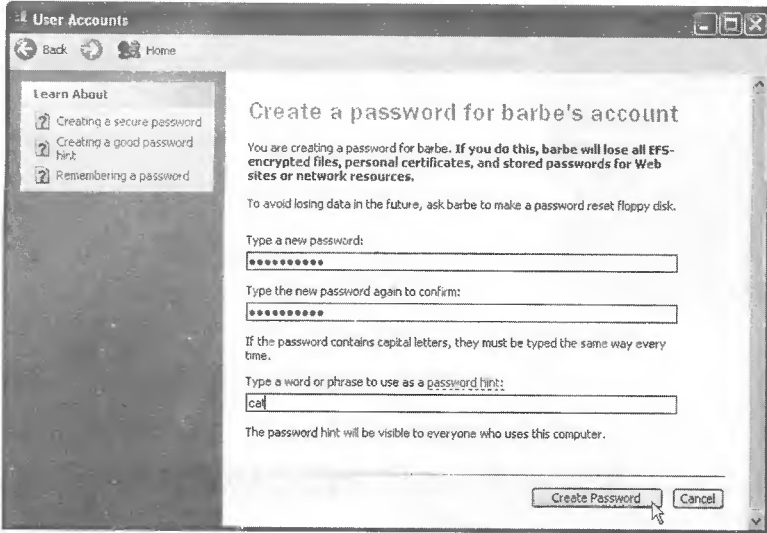 User Accounts
Back Home
Learn About
Creating a secure password
Creating a good password
hint
Remembering a password
Create a password for barbe's account
You are creating a password for barbe. If you do this, barbe will lose all EFS-
encrypted files, personal certificates, and stored passwords for Web
sites or network resources.
To avoid losing data in the future, ask barbe to make a password reset floppy disk.
Type a new password:
••••••••••
Type the new password again to confirm:
••••••••••
If the password contains capital letters, they must be typed the same way every
time.
Type a word or phrase to use as a password hint:
cat
The password hint will be visible to everyone who uses this computer.
Create Password Cancel